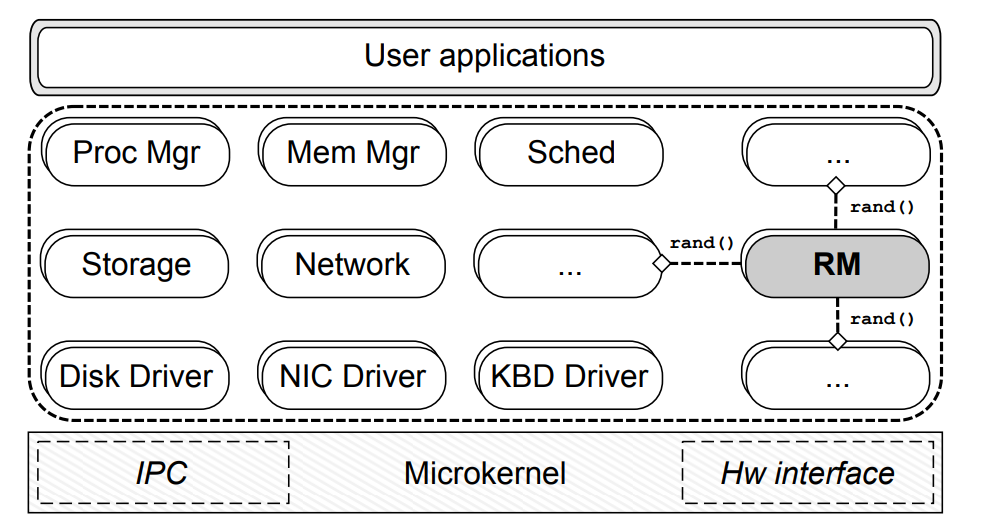 User applications
Proc Mgr
Mem Mgr
Sched
...
rand()
Storage
Network
...
rand()
RM
rand()
Disk Driver
NIC Driver
KBD Driver
...
IPC
Microkernel
Hw interface